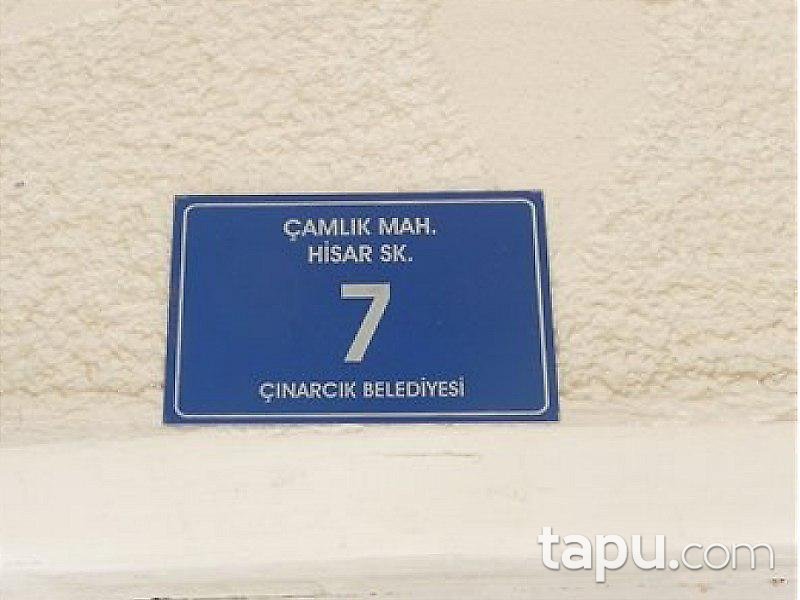 ÇAMLIK MAH.
HİSAR SK.
7
ÇINARCIK BELEDİYESİ
tapu.com